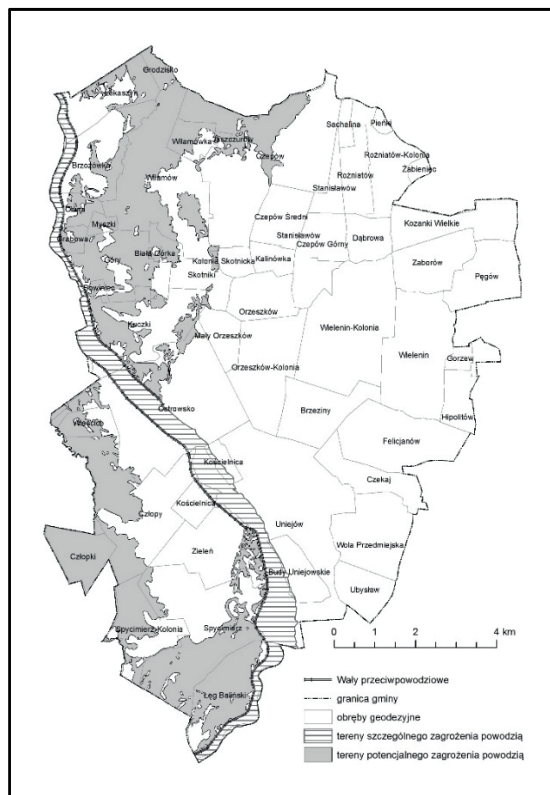 Grodzisko
Łekaszyn
Sachalina
Pieńki
Wilamówka
Czepów
Rożniatów-Kolonia
Brzozówka
Żabieniec
Rożniatów
Wilamów
Stanisławów
Czepów Średni
Kozanki Wielkie
Myszki
Stanisławów
Dąbrowa
Czepów Górny
Góry
Biała Górka
Kolonia Skotnicka
Kalinówka
Zaborów
Pęgów
Skotniki
Orzeszków
Kuczki
Wielenin-Kolonia
Mały Orzeszków
Wielenin
Gorzew
Orzeszków-Kolonia
Ostrowsko
Brzeziny
Hipolitów
Felicjanów
Kościelnica
Czekaj
Kościelnica
Człopy
Uniejów
Zieleń
Wola Przedmiejska
Człopki
Budy Uniejowskie
Ubysław
Spycimierz-Kolonia
Spycimierz
Łęg Baliński
0 1 2 4 km
Wały przeciwpowodziowe
granica gminy
obręby geodezyjne
tereny szczególnego zagrożenia powodzią
tereny potencjalnego zagrożenia powodzią